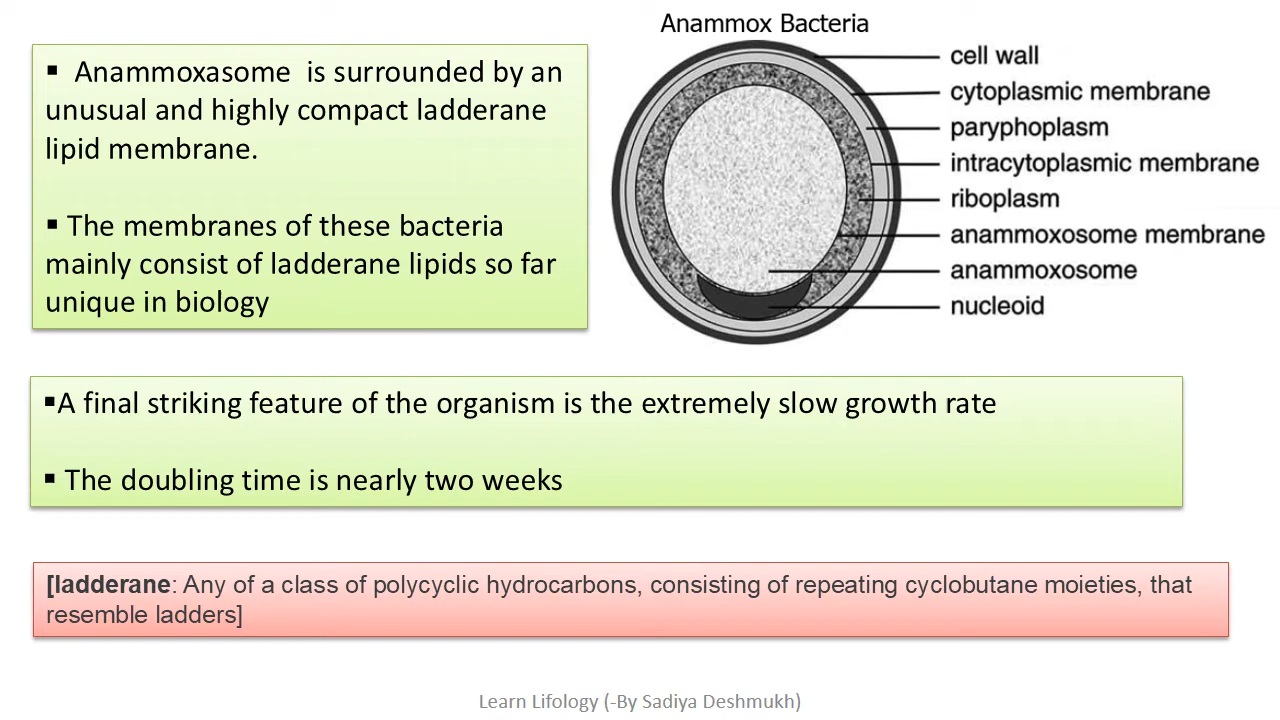 Anammox Bacteria
▪ Anammoxasome is surrounded by an
unusual and highly compact ladderane
lipid membrane.
▪ The membranes of these bacteria
mainly consist of ladderane lipids so far
unique in biology
cell wall
cytoplasmic membrane
paryphoplasm
intracytoplasmic membrane
riboplasm
anammoxosome membrane
anammoxosome
nucleoid
▪A final striking feature of the organism is the extremely slow growth rate
▪ The doubling time is nearly two weeks
[ladderane: Any of a class of polycyclic hydrocarbons, consisting of repeating cyclobutane moieties, that
resemble ladders]
Learn Lifology (-By Sadiya Deshmukh)